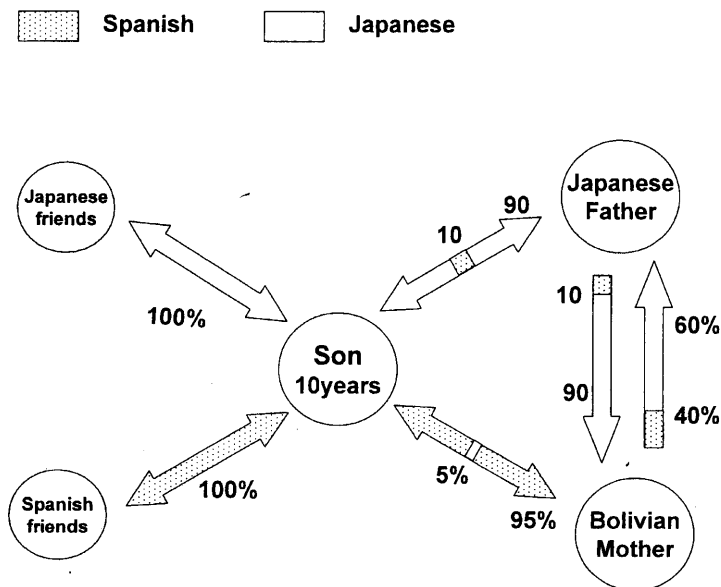 Spanish
Japanese
Japanese
friends
Japanese
Father
90
10
10
60%
100%
Son
10years
90
40%
5%
100%
95%
Spanish
friends
Bolivian
Mother